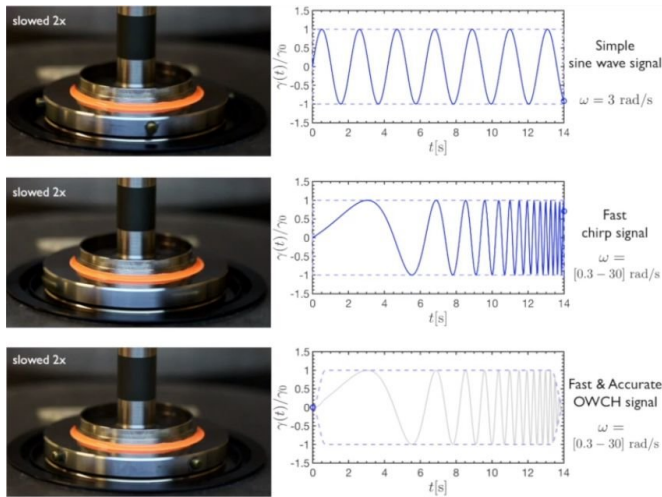 slowed 2x
1.5
1
0.5
0
-0.5
-1
-1.5
γ(t)/γ₀
0 2 4 6 8 10 12 14
t[s]
Simple
sine wave signal
ω = 3 rad/s
slowed 2x
1.5
1
0.5
0
-0.5
-1
-1.5
γ(t)/γ₀
0 2 4 6 8 10 12 14
t[s]
Fast
chirp signal
ω =
[0.3 – 30] rad/s
slowed 2x
1.5
1
0.5
0
-0.5
-1
-1.5
γ(t)/γ₀
0 2 4 6 8 10 12 14
t[s]
Fast & Accurate
OWCH signal
ω =
[0.3 – 30] rad/s